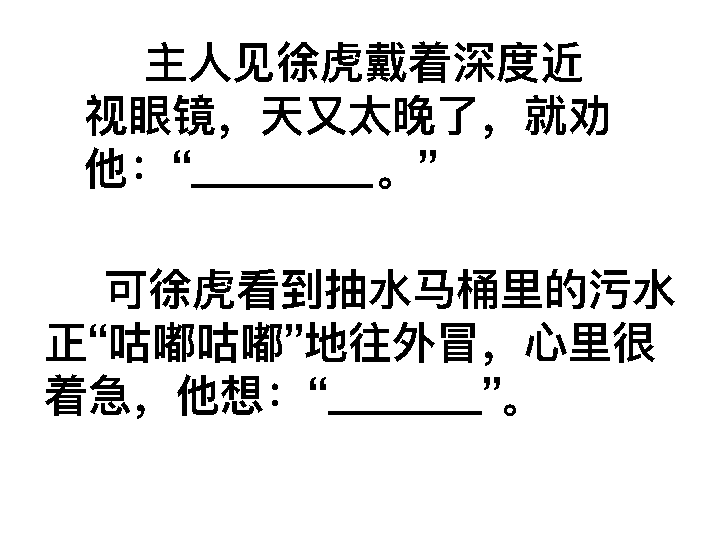 主人见徐虎戴着深度近
视眼镜，天又太晚了，就劝
他：“________。”
可徐虎看到抽水马桶里的污水
正“咕嘟咕嘟”地往外冒，心里很
着急，他想：“_______”。